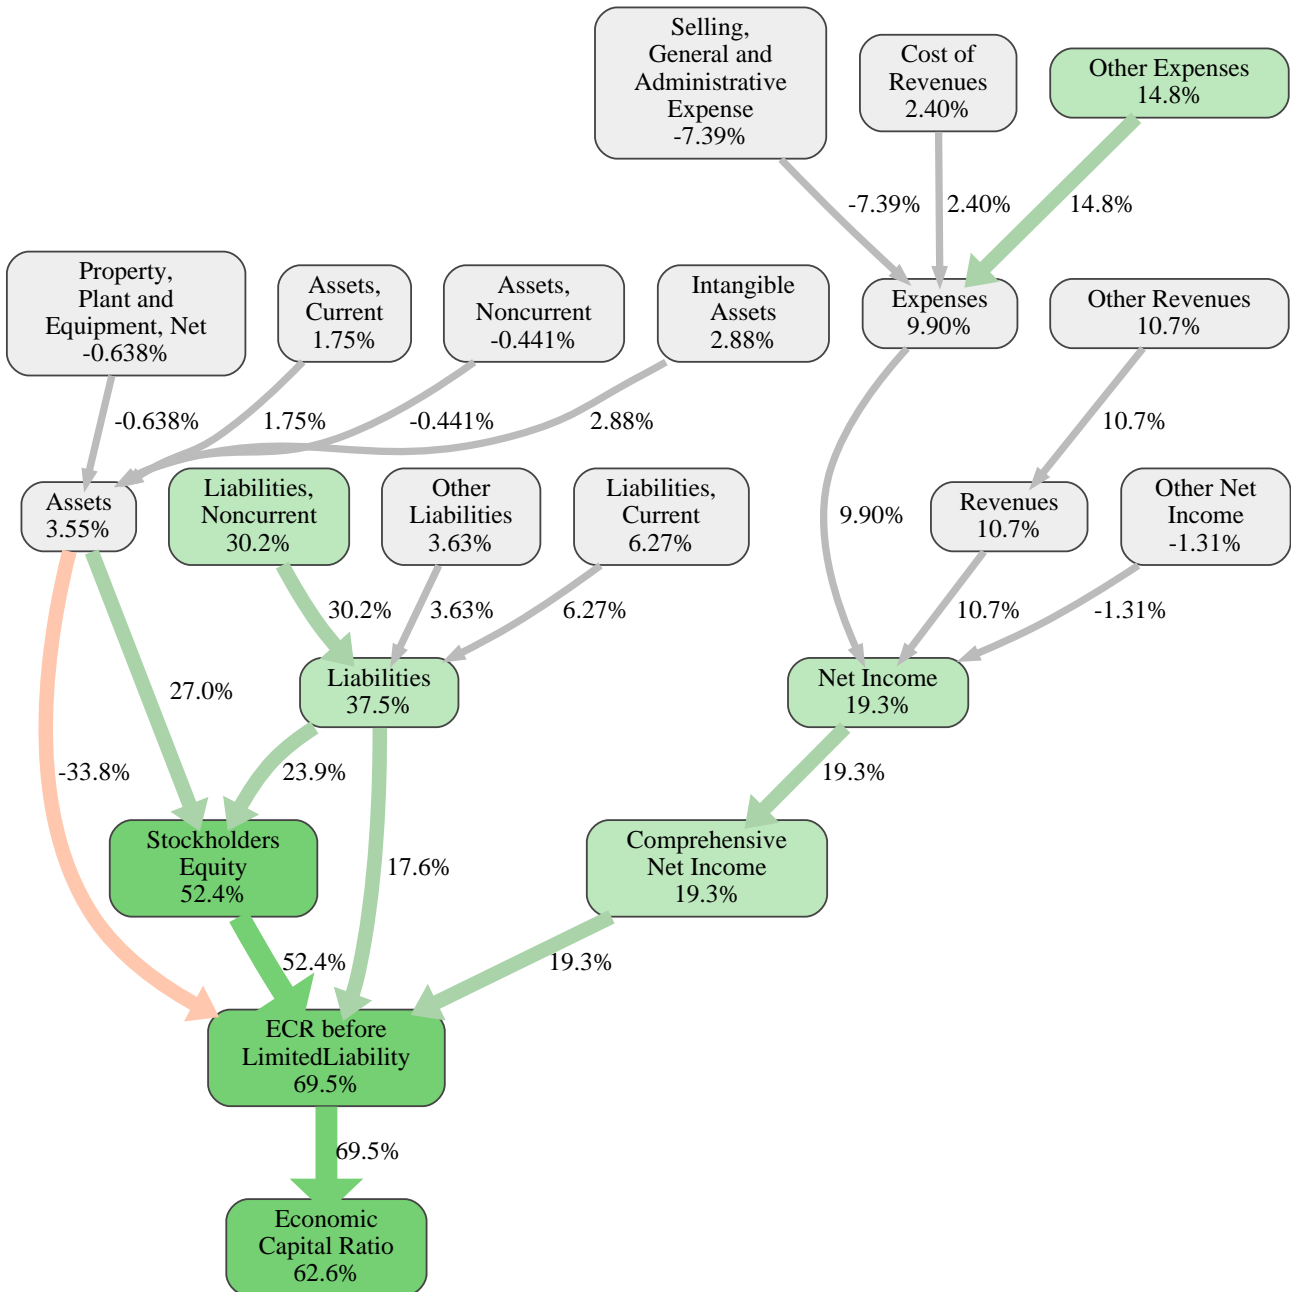 Selling,
General and
Administrative
Expense
-7.39%
Cost of
Revenues
2.40%
Other Expenses
14.8%
-7.39%
2.40%
14.8%
Property,
Plant and
Equipment, Net
-0.638%
Assets,
Current
1.75%
Assets,
Noncurrent
-0.441%
Intangible
Assets
2.88%
Expenses
9.90%
Other Revenues
10.7%
-0.638%
1.75%
-0.441%
2.88%
10.7%
Assets
3.55%
Liabilities,
Noncurrent
30.2%
Other
Liabilities
3.63%
Liabilities,
Current
6.27%
9.90%
Revenues
10.7%
Other Net
Income
-1.31%
30.2%
3.63%
6.27%
10.7%
-1.31%
27.0%
Liabilities
37.5%
Net Income
19.3%
-33.8%
23.9%
19.3%
Stockholders
Equity
52.4%
17.6%
Comprehensive
Net Income
19.3%
52.4%
19.3%
ECR before
LimitedLiability
69.5%
69.5%
Economic
Capital Ratio
62.6%